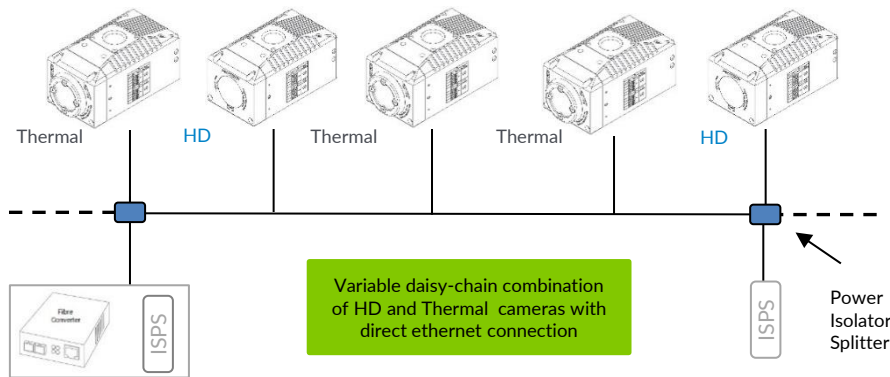 Thermal
HD
Thermal
Thermal
HD
Variable daisy-chain combination
of HD and Thermal cameras with
direct ethernet connection
Fibre
Converter
ISPS
ISPS
Power
Isolator
Splitter